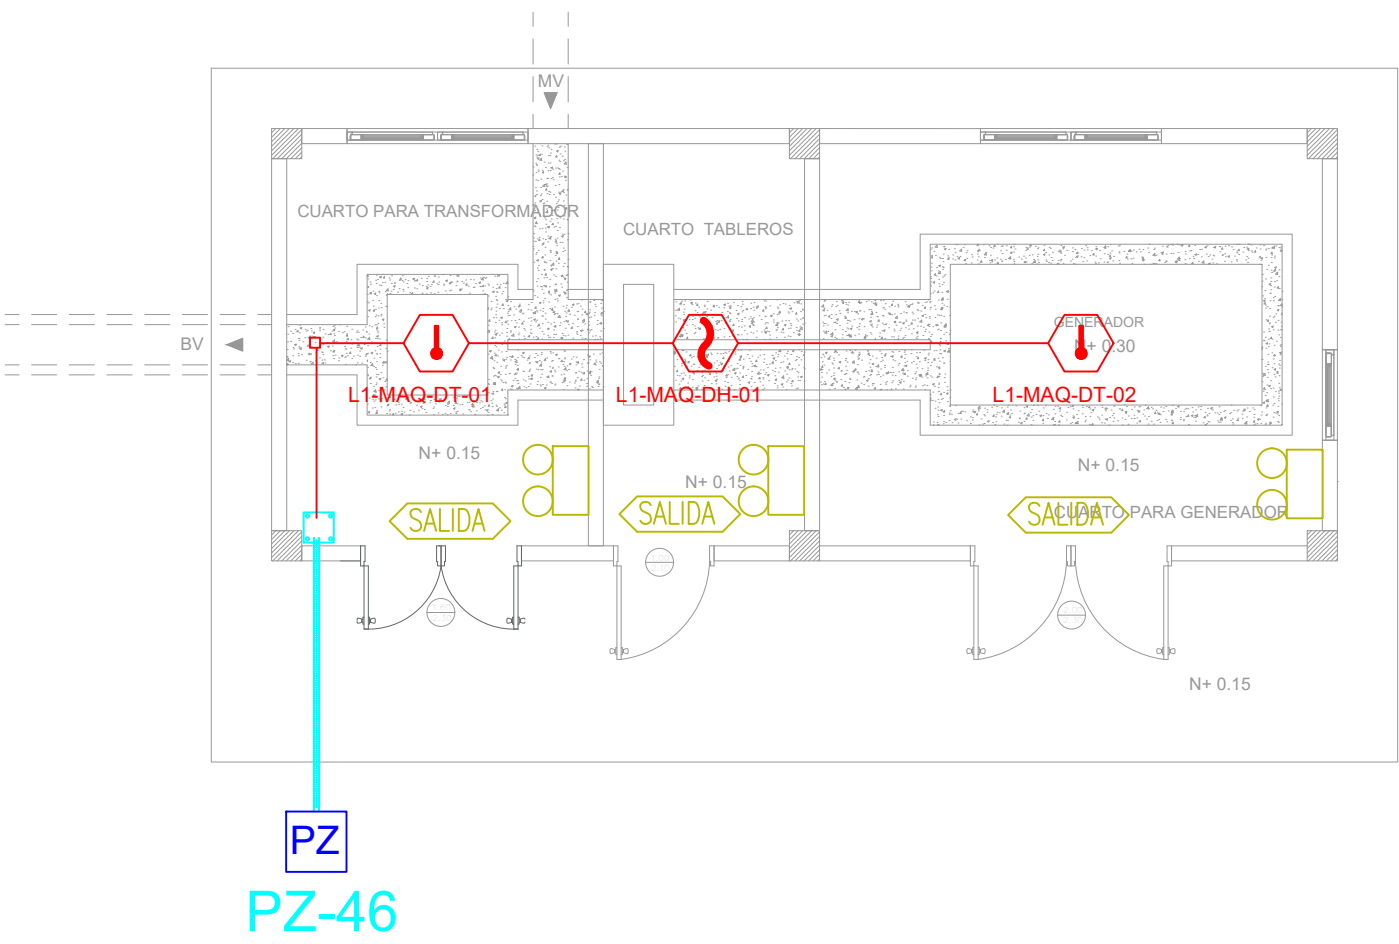 MV
CUARTO PARA TRANSFORMADOR
CUARTO TABLEROS
GENERADOR
N+ 0.30
BV
L1-MAQ-DT-01
L1-MAQ-DH-01
L1-MAQ-DT-02
N+ 0.15
N+ 0.15
N+ 0.15
SALIDA
SALIDA
SALIDA
CUARTO PARA GENERADOR
N+ 0.15
PZ
PZ-46